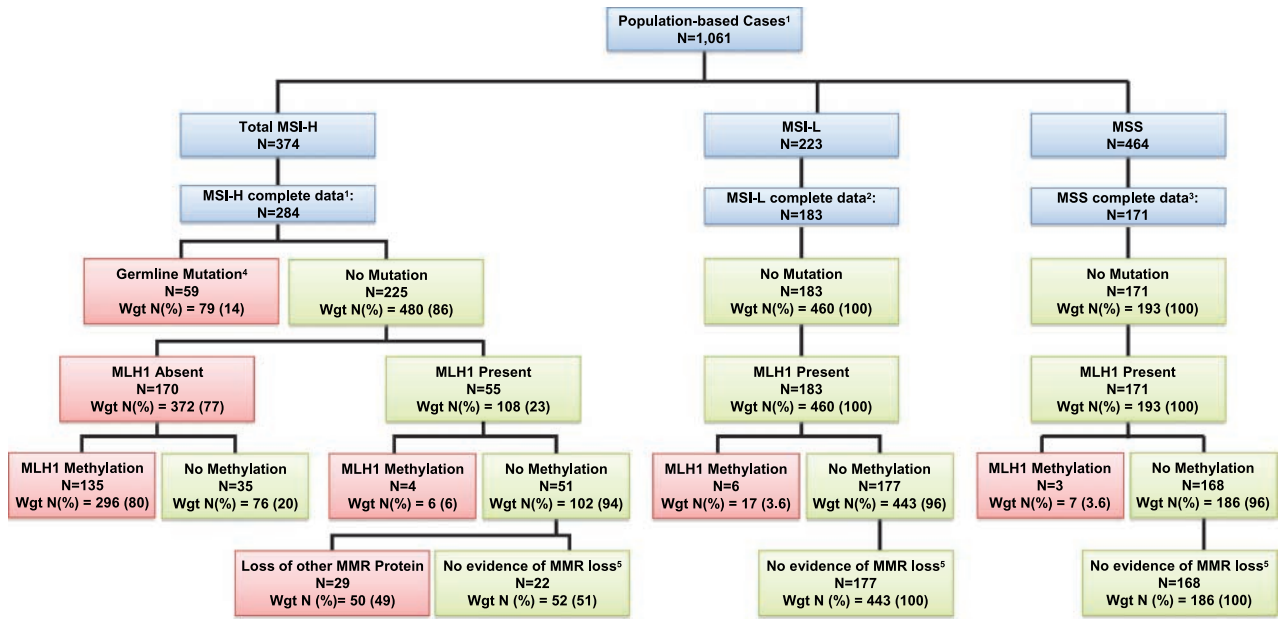 Population-based Cases¹
N=1,061
Total MSI-H
N=374
MSI-L
N=223
MSS
N=464
MSI-H complete data¹:
N=284
MSI-L complete data²:
N=183
MSS complete data³:
N=171
Germline Mutation⁴
N=59
Wgt N(%) = 79 (14)
No Mutation
N=225
Wgt N(%) = 480 (86)
No Mutation
N=183
Wgt N(%) = 460 (100)
No Mutation
N=171
Wgt N(%) = 193 (100)
MLH1 Absent
N=170
Wgt N(%) = 372 (77)
MLH1 Present
N=55
Wgt N(%) = 108 (23)
MLH1 Present
N=183
Wgt N(%) = 460 (100)
MLH1 Present
N=171
Wgt N(%) = 193 (100)
MLH1 Methylation
N=135
Wgt N(%) = 296 (80)
No Methylation
N=35
Wgt N(%) = 76 (20)
MLH1 Methylation
N=4
Wgt N(%) = 6 (6)
No Methylation
N=51
Wgt N(%) = 102 (94)
MLH1 Methylation
N=6
Wgt N(%) = 17 (3.6)
No Methylation
N=177
Wgt N(%) = 443 (96)
MLH1 Methylation
N=3
Wgt N(%) = 7 (3.6)
No Methylation
N=168
Wgt N(%) = 186 (96)
Loss of other MMR Protein
N=29
Wgt N (%)= 50 (49)
No evidence of MMR loss⁵
N=22
Wgt N (%) = 52 (51)
No evidence of MMR loss⁵
N=177
Wgt N (%) = 443 (100)
No evidence of MMR loss⁵
N=168
Wgt N (%) = 186 (100)